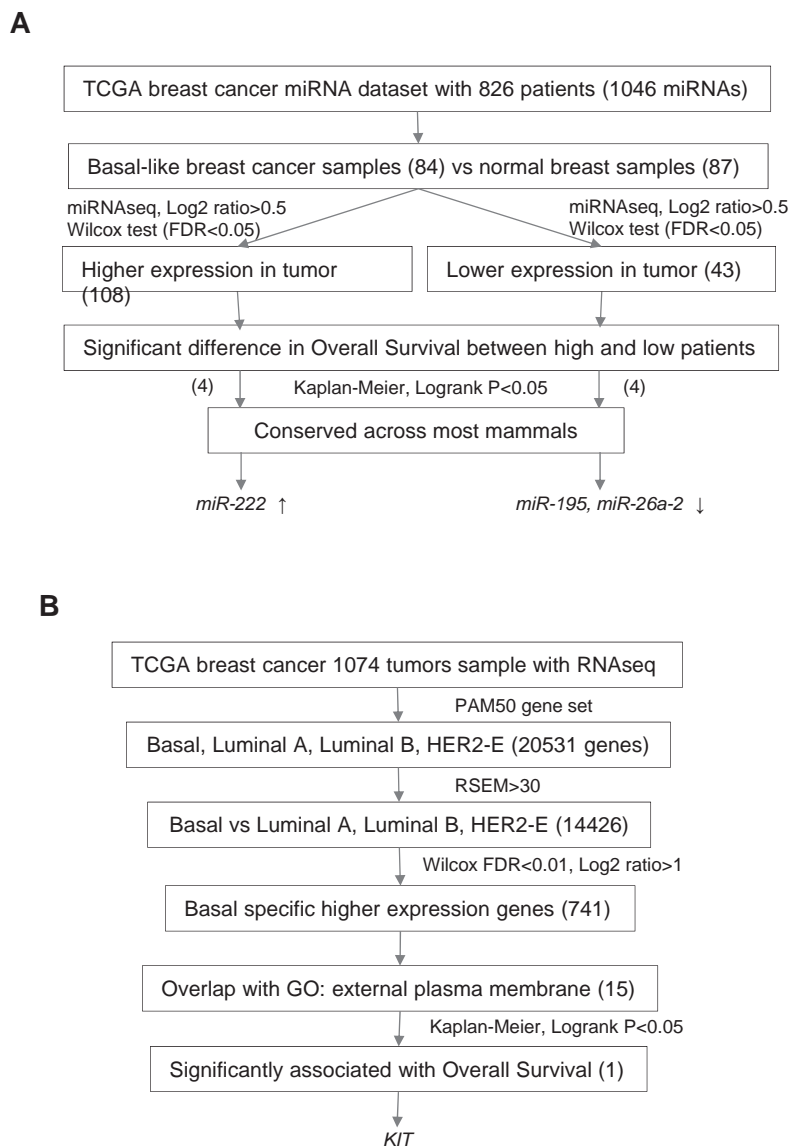 A
TCGA breast cancer miRNA dataset with 826 patients (1046 miRNAs)
Basal-like breast cancer samples (84) vs normal breast samples (87)
miRNAseq, Log2 ratio>0.5
Wilcox test (FDR<0.05)
miRNAseq, Log2 ratio>0.5
Wilcox test (FDR<0.05)
Higher expression in tumor
(108)
Lower expression in tumor (43)
Significant difference in Overall Survival between high and low patients
(4) Kaplan-Meier, Logrank P<0.05 (4)
Conserved across most mammals
miR-222 ↑
miR-195, miR-26a-2 ↓
B
TCGA breast cancer 1074 tumors sample with RNAseq
PAM50 gene set
Basal, Luminal A, Luminal B, HER2-E (20531 genes)
RSEM>30
Basal vs Luminal A, Luminal B, HER2-E (14426)
Wilcox FDR<0.01, Log2 ratio>1
Basal specific higher expression genes (741)
Overlap with GO: external plasma membrane (15)
Kaplan-Meier, Logrank P<0.05
Significantly associated with Overall Survival (1)
KIT